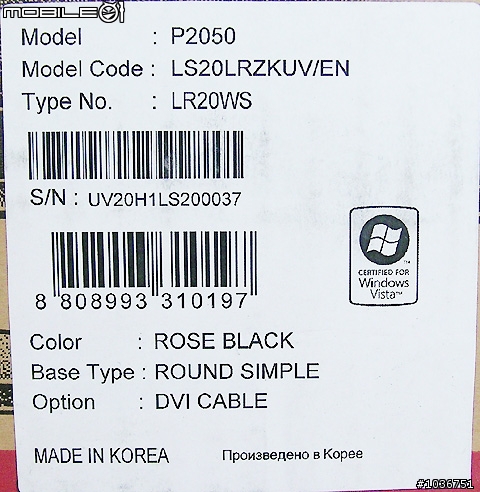 MOBILE01
Model : P2050
Model Code : LS20LRZKUV/EN
Type No. : LR20WS
S/N : UV20H1LS200037
CERTIFIED FOR
Windows
Vista™
8 808993 310197
Color : ROSE BLACK
Base Type : ROUND SIMPLE
Option : DVI CABLE
MADE IN KOREA Произведено в Корее
#1036751